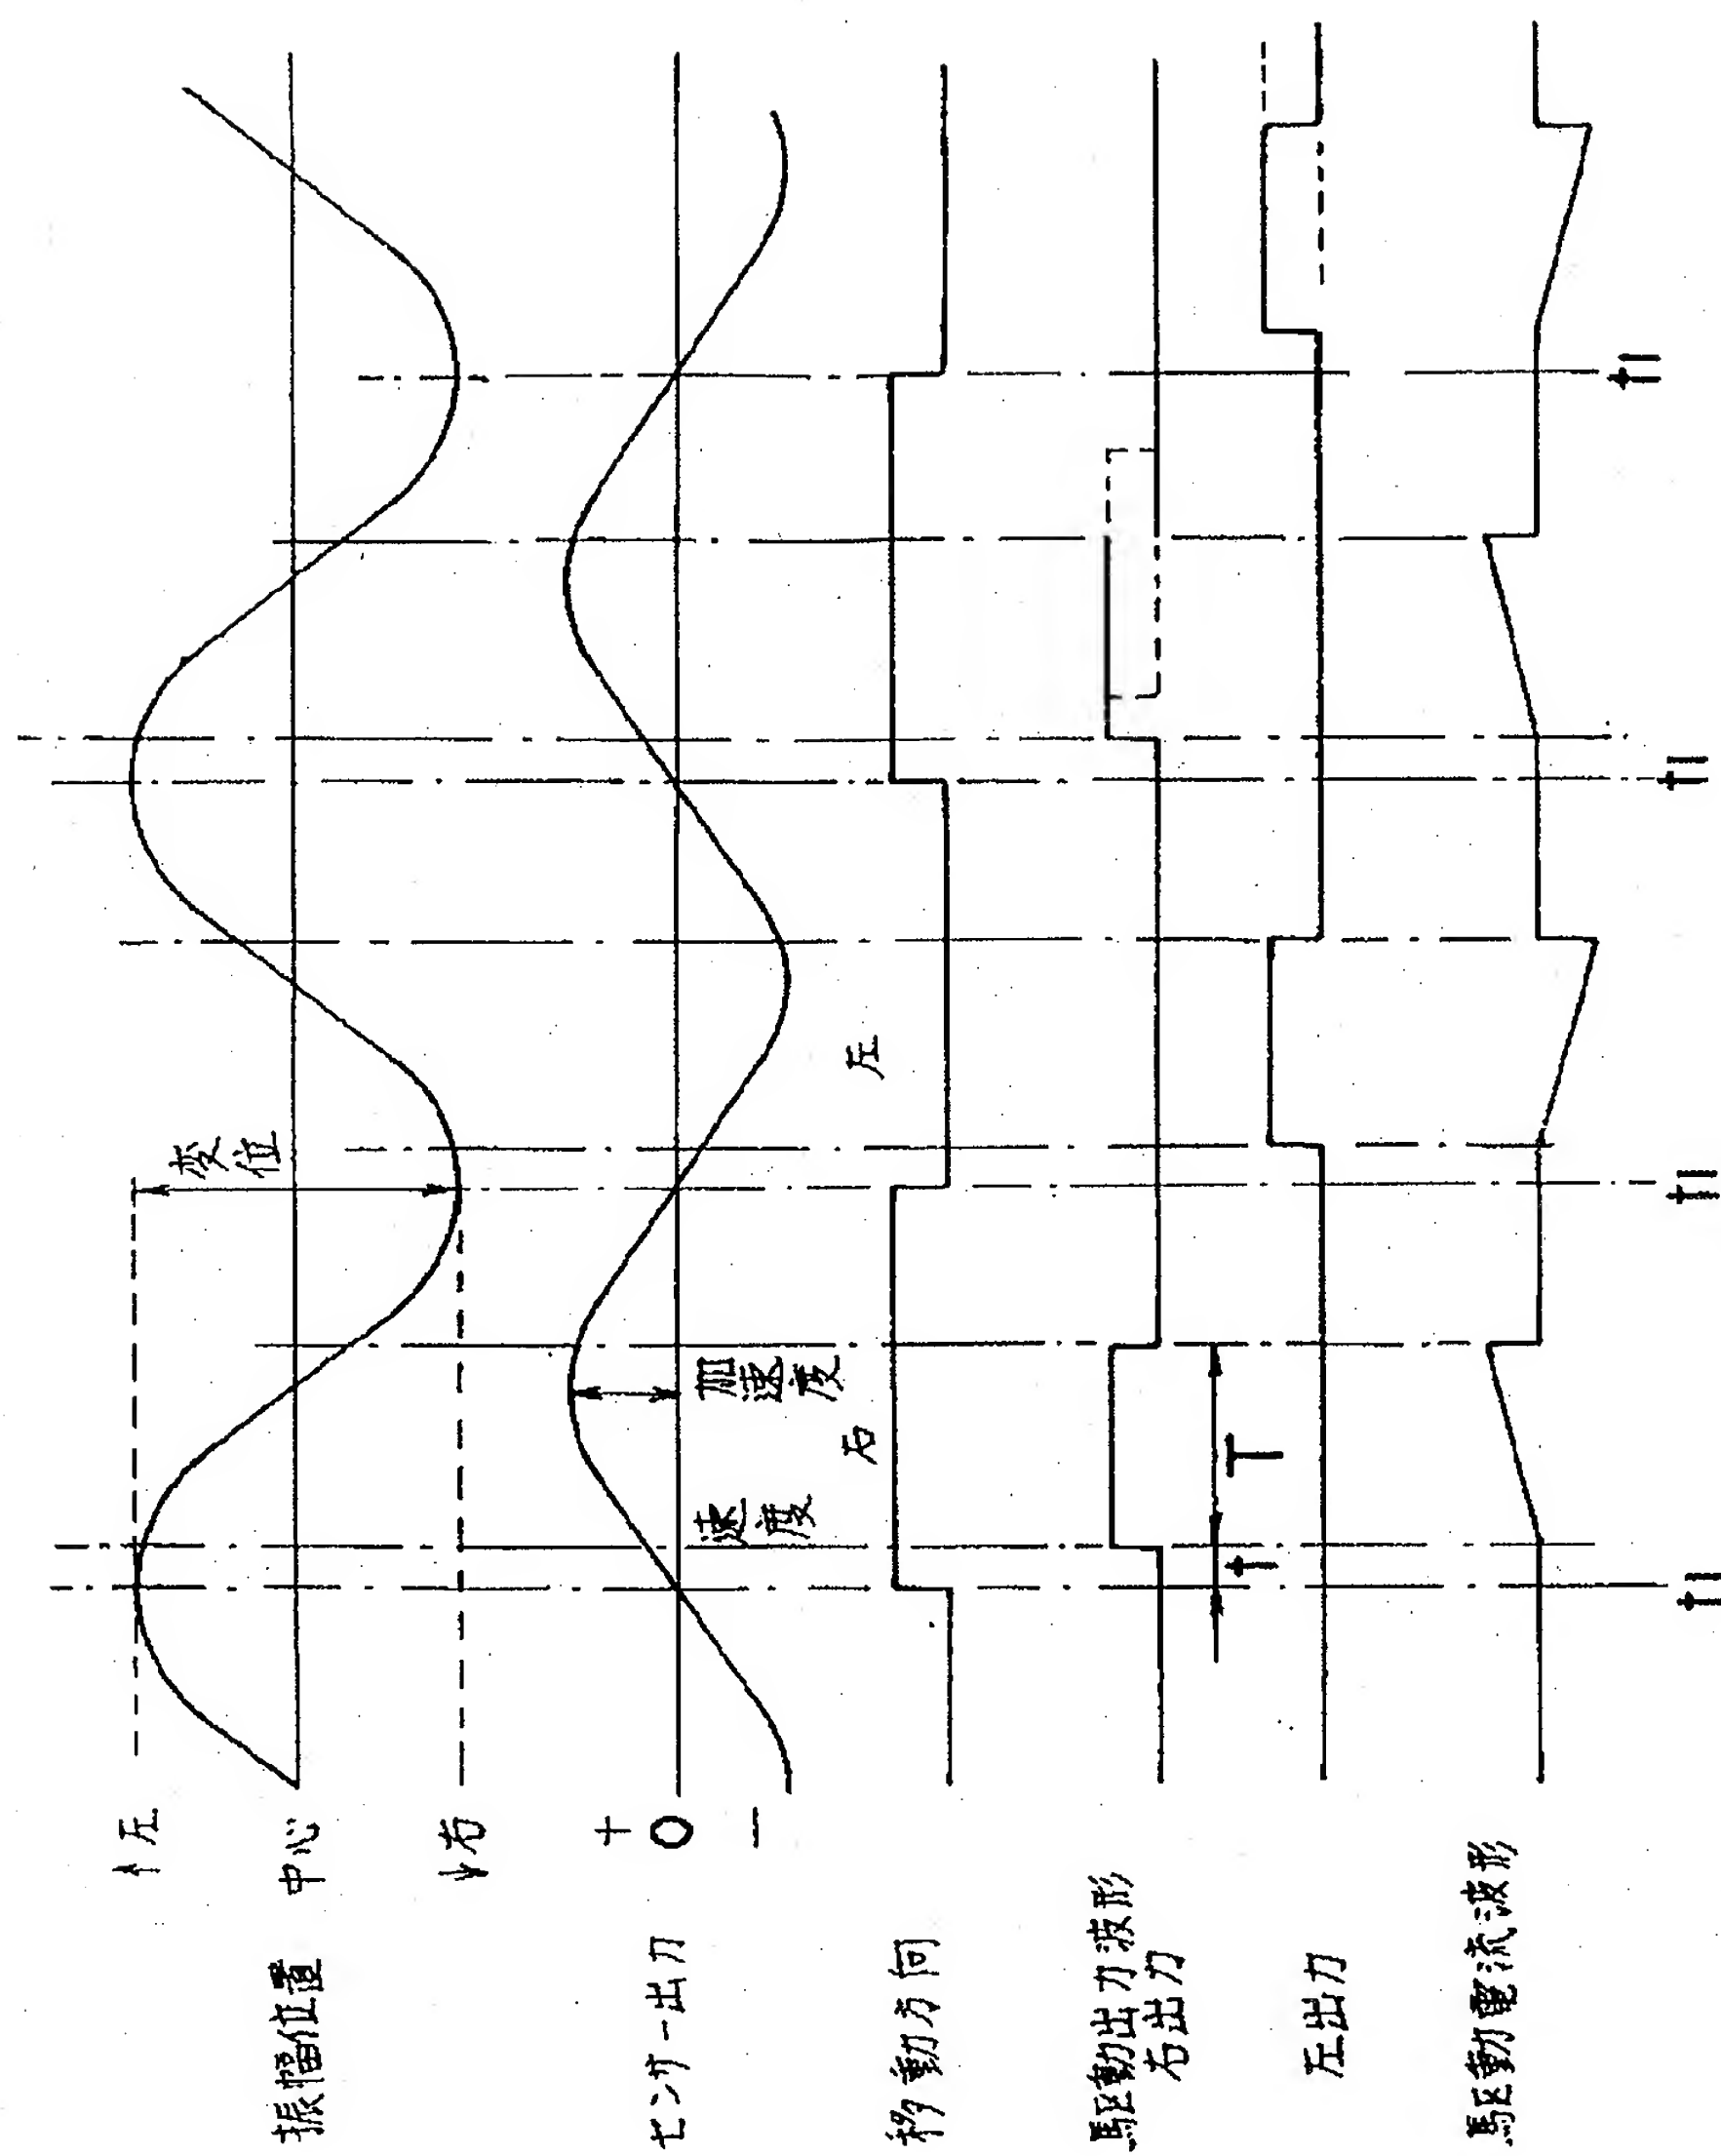 振幅位置 中心
↑左
↓右
変位
センサー出力
+
0
−
速度
加速度
移動方向
右
左
駆動出力波形
右出力
t
T
左出力
駆動電流波形
t1
t1
t1
t1